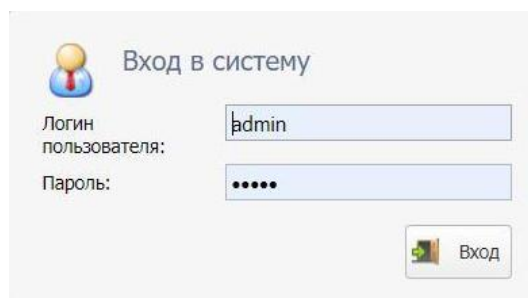 Вход в систему
Логин
пользователя:
admin
Пароль:
•••••
Вход